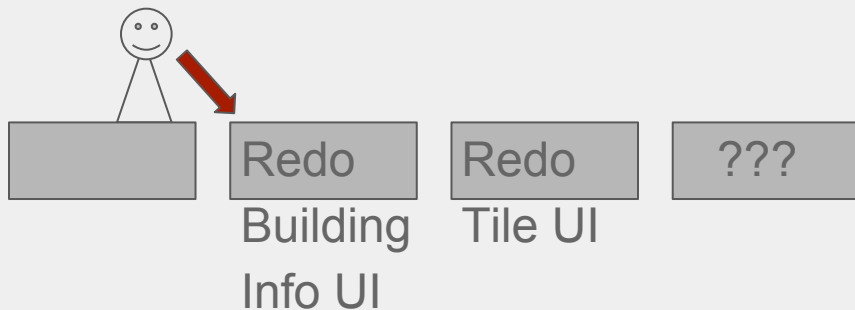 Redo
Building
Info UI
Redo
Tile UI
???